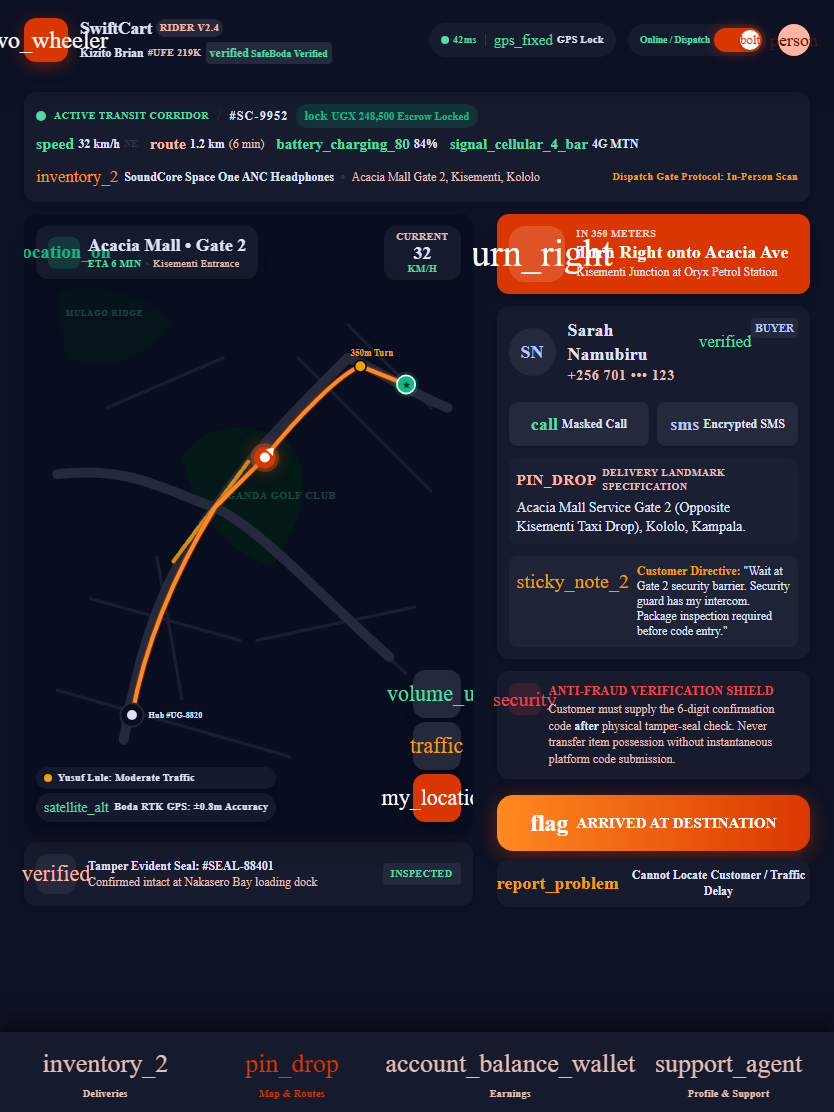 vo_wheeler SwiftCart RIDER V2.4
Kizito Brian #UFE 219K verified SafeBoda Verified
42ms gps_fixed GPS Lock
Online / Dispatch bolt person
ACTIVE TRANSIT CORRIDOR / #SC-9952 lock UGX 248,500 Escrow Locked
speed 32 km/h NE route 1.2 km (6 min) battery_charging_80 84% signal_cellular_4_bar 4G MTN
inventory_2 SoundCore Space One ANC Headphones • Acacia Mall Gate 2, Kisementi, Kololo Dispatch Gate Protocol: In-Person Scan
ocation_on Acacia Mall • Gate 2
ETA 6 MIN • Kisementi Entrance
CURRENT
32
KM/H
MULAGO RIDGE
350m Turn
★
GANDA GOLF CLUB
Hub #UG-8820
volume_u
traffic
my_locatio
Yusuf Lule: Moderate Traffic
satellite_alt Boda RTK GPS: ±0.8m Accuracy
verified Tamper Evident Seal: #SEAL-88401
Confirmed intact at Nakasero Bay loading dock
INSPECTED
urn_right IN 350 METERS
Turn Right onto Acacia Ave
Kisementi Junction at Oryx Petrol Station
SN Sarah Namubiru
+256 701 ••• 123
verified BUYER
call Masked Call
sms Encrypted SMS
PIN_DROP DELIVERY LANDMARK
SPECIFICATION
Acacia Mall Service Gate 2 (Opposite
Kisementi Taxi Drop), Kololo, Kampala.
sticky_note_2 Customer Directive: "Wait at
Gate 2 security barrier. Security
guard has my intercom.
Package inspection required
before code entry."
security ANTI-FRAUD VERIFICATION SHIELD
Customer must supply the 6-digit confirmation
code after physical tamper-seal check. Never
transfer item possession without instantaneous
platform code submission.
flag ARRIVED AT DESTINATION
report_problem Cannot Locate Customer / Traffic
Delay
inventory_2 pin_drop account_balance_wallet support_agent
Deliveries Map & Routes Earnings Profile & Support